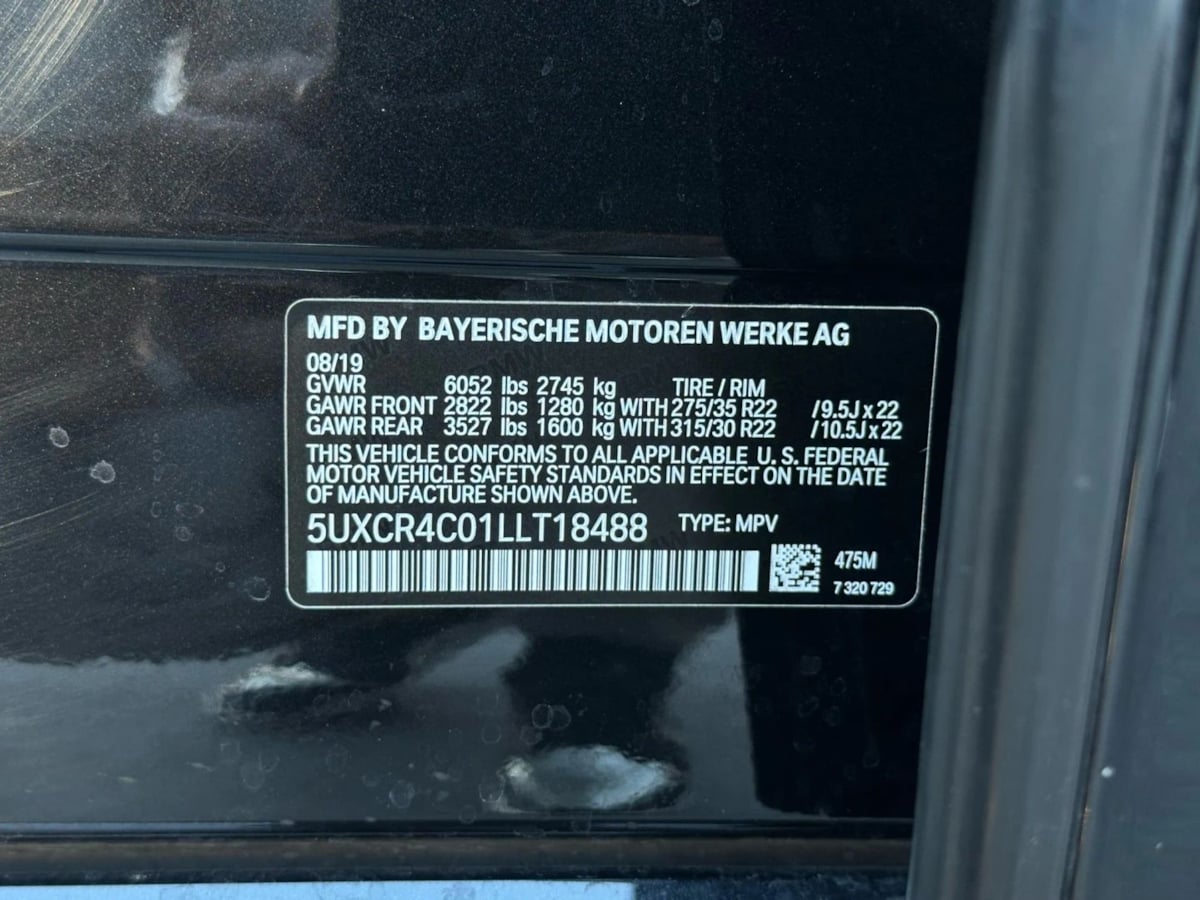 MFD BY BAYERISCHE MOTOREN WERKE AG
08/19
GVWR 6052 lbs 2745 kg TIRE / RIM
GAWR FRONT 2822 lbs 1280 kg WITH 275/35 R22 /9.5J x 22
GAWR REAR 3527 lbs 1600 kg WITH 315/30 R22 /10.5J x 22
THIS VEHICLE CONFORMS TO ALL APPLICABLE U.S. FEDERAL
MOTOR VEHICLE SAFETY STANDARDS IN EFFECT ON THE DATE
OF MANUFACTURE SHOWN ABOVE.
5UXCR4C01LLT18488 TYPE: MPV
475M
7 320 729